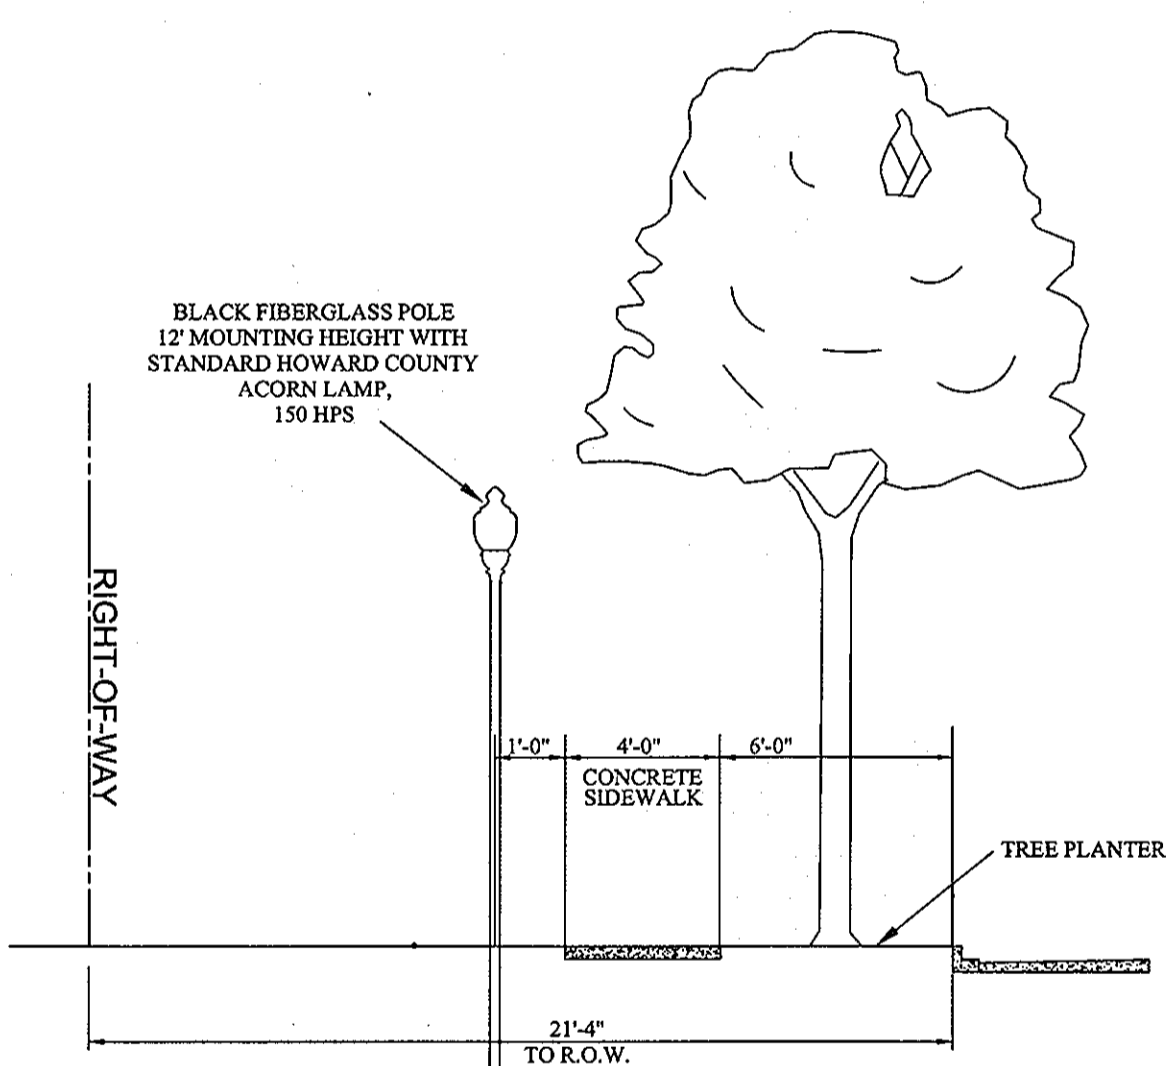 BLACK FIBERGLASS POLE
12' MOUNTING HEIGHT WITH
STANDARD HOWARD COUNTY
ACORN LAMP,
150 HPS
RIGHT-OF-WAY
1'-0"
4'-0"
6'-0"
CONCRETE
SIDEWALK
TREE PLANTER
21'-4"
TO R.O.W.